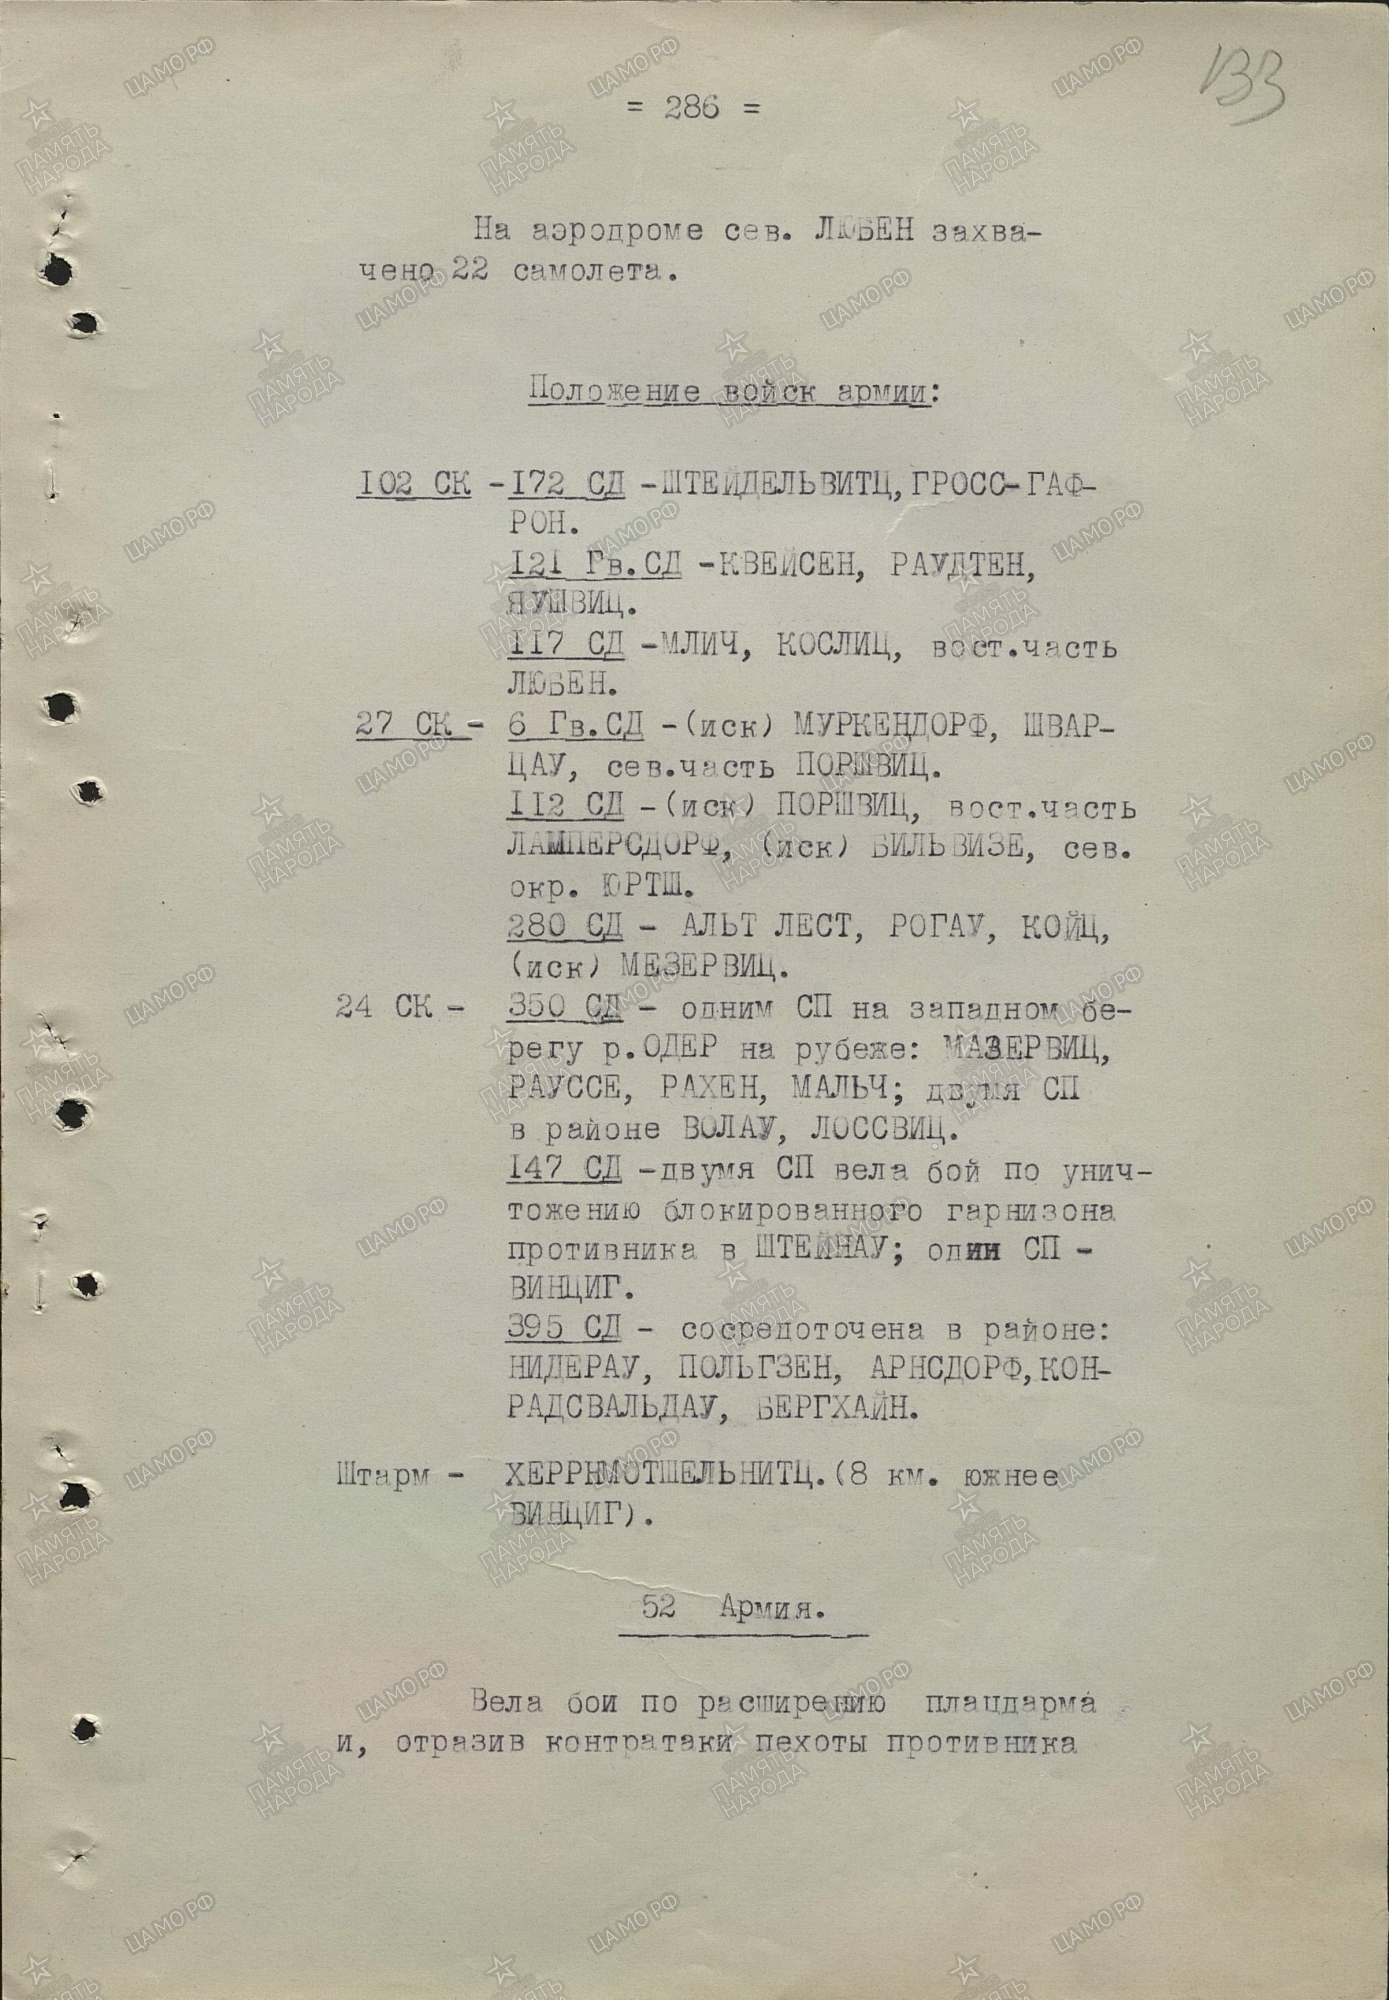 133
= 286 =
На аэродроме сев. ЛЮБЕН захва-
чено 22 самолета.
Положение войск армии:
102 СК -172 СД -ШТЕЙДЕЛЬВИТЦ,ГРОСС-ГАФ-
РОН.
121 Гв.СД -КВЕЙСЕН, РАУДТЕН,
ЯУШВИЦ.
117 СД -МЛИЧ, КОСЛИЦ, вост.часть
ЛЮБЕН.
27 СК - 6 Гв.СД -(иск) МУРКЕНДОРФ, ШВАР-
ЦАУ, сев.часть ПОРШВИЦ.
112 СД -(иск) ПОРШВИЦ, вост.часть
ЛАМПЕРСДОРФ, (иск) БИЛЬВИЗЕ, сев.
окр. ЮРТШ.
280 СД - АЛЬТ ЛЕСТ, РОГАУ, КОЙЦ,
(иск) МЕЗЕРВИЦ.
24 СК - 350 СД - одним СП на западном бе-
регу р.ОДЕР на рубеже: МАЗЕРВИЦ,
РАУССЕ, РАХЕН, МАЛЬЧ; двумя СП
в районе ВОЛАУ, ЛОССВИЦ.
147 СД -двумя СП вела бой по унич-
тожению блокированного гарнизона
противника в ШТЕЙНАУ; один СП -
ВИНЦИГ.
395 СД - сосредоточена в районе:
НИДЕРАУ, ПОЛЬГЗЕН, АРНСДОРФ,КОН-
РАДСВАЛЬДАУ, БЕРГХАЙН.
Штарм - ХЕРРНМОТШЕЛЬНИТЦ.(8 км. южнее
ВИНЦИГ).
52 Армия.
Вела бои по расширению плацдарма
и, отразив контратаки пехоты противника